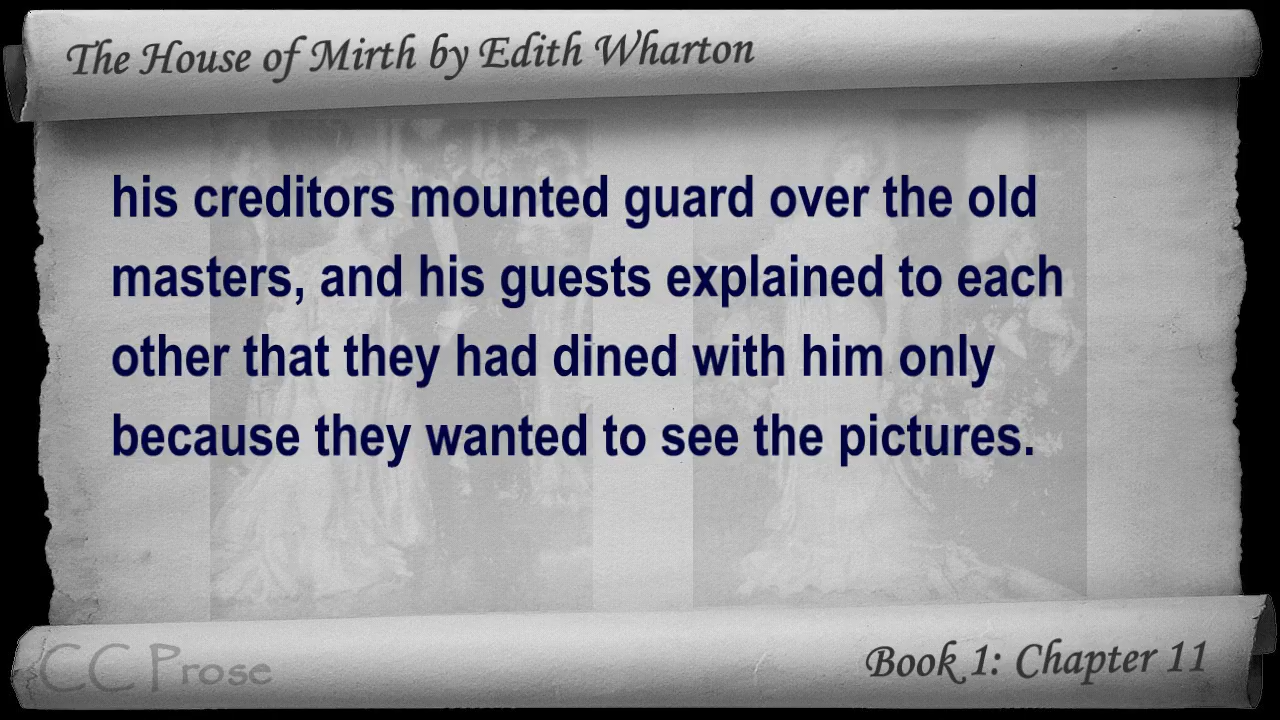 The House of Mirth by Edith Wharton
his creditors mounted guard over the old
masters, and his guests explained to each
other that they had dined with him only
because they wanted to see the pictures.
CC Prose
Book 1: Chapter 11